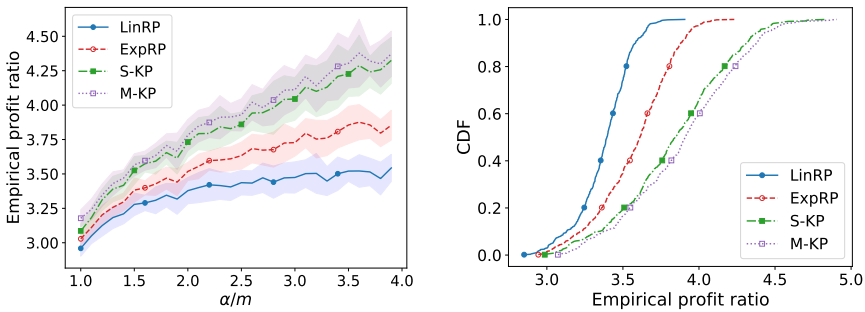 Empirical profit ratio
4.50
4.25
4.00
3.75
3.50
3.25
3.00
LinRP
ExpRP
S-KP
M-KP
1.0 1.5 2.0 2.5 3.0 3.5 4.0
α/m
CDF
1.0
0.8
0.6
0.4
0.2
0.0
LinRP
ExpRP
S-KP
M-KP
3.0 3.5 4.0 4.5 5.0
Empirical profit ratio